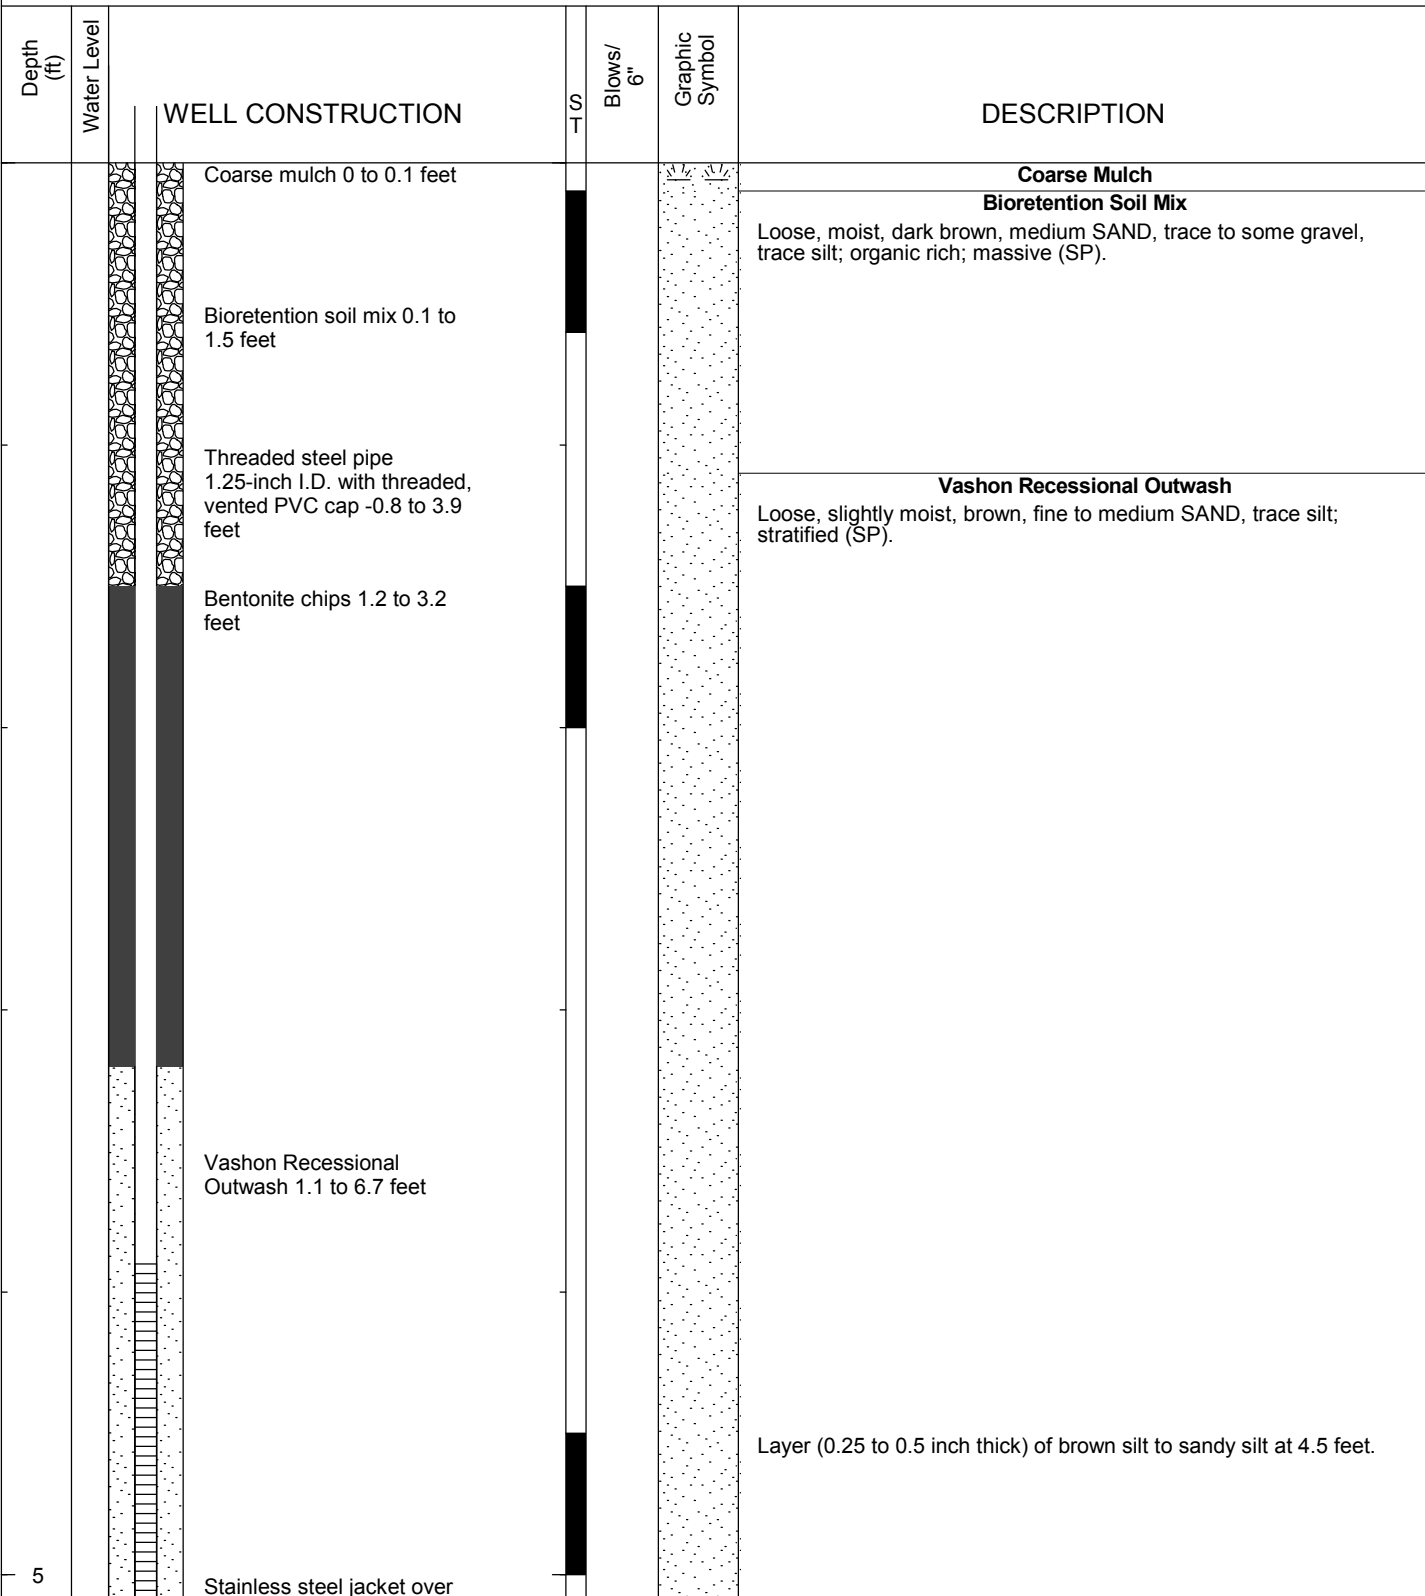 Depth
(ft)
Water Level
WELL CONSTRUCTION
S
T
Blows/
6"
Graphic
Symbol
DESCRIPTION
Coarse mulch 0 to 0.1 feet
Coarse Mulch
Bioretention Soil Mix
Loose, moist, dark brown, medium SAND, trace to some gravel,
trace silt; organic rich; massive (SP).
Bioretention soil mix 0.1 to
1.5 feet
Threaded steel pipe
1.25-inch I.D. with threaded,
vented PVC cap -0.8 to 3.9
feet
Vashon Recessional Outwash
Loose, slightly moist, brown, fine to medium SAND, trace silt;
stratified (SP).
Bentonite chips 1.2 to 3.2
feet
Vashon Recessional
Outwash 1.1 to 6.7 feet
Layer (0.25 to 0.5 inch thick) of brown silt to sandy silt at 4.5 feet.
5
Stainless steel jacket over